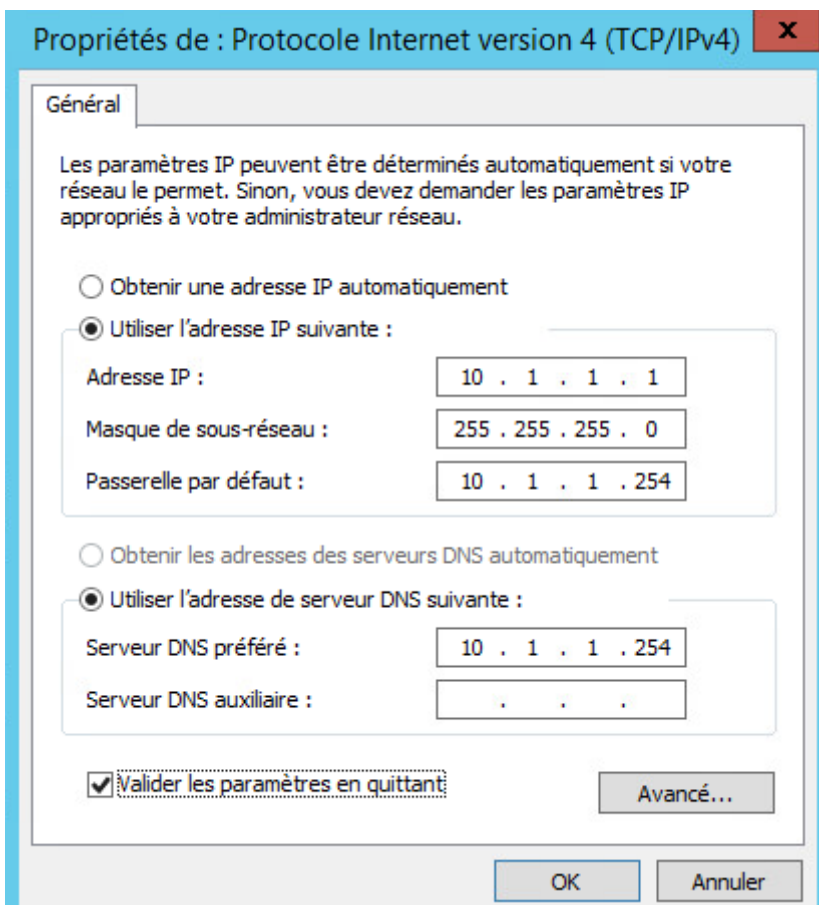 Propriétés de : Protocole Internet version 4 (TCP/IPv4)
x
Général
Les paramètres IP peuvent être déterminés automatiquement si votre
réseau le permet. Sinon, vous devez demander les paramètres IP
appropriés à votre administrateur réseau.
Obtenir une adresse IP automatiquement
Utiliser l'adresse IP suivante :
Adresse IP : 10 . 1 . 1 . 1
Masque de sous-réseau : 255 . 255 . 255 . 0
Passerelle par défaut : 10 . 1 . 1 . 254
Obtenir les adresses des serveurs DNS automatiquement
Utiliser l'adresse de serveur DNS suivante :
Serveur DNS préféré : 10 . 1 . 1 . 254
Serveur DNS auxiliaire : . . .
Valider les paramètres en quittant
Avancé...
OK Annuler